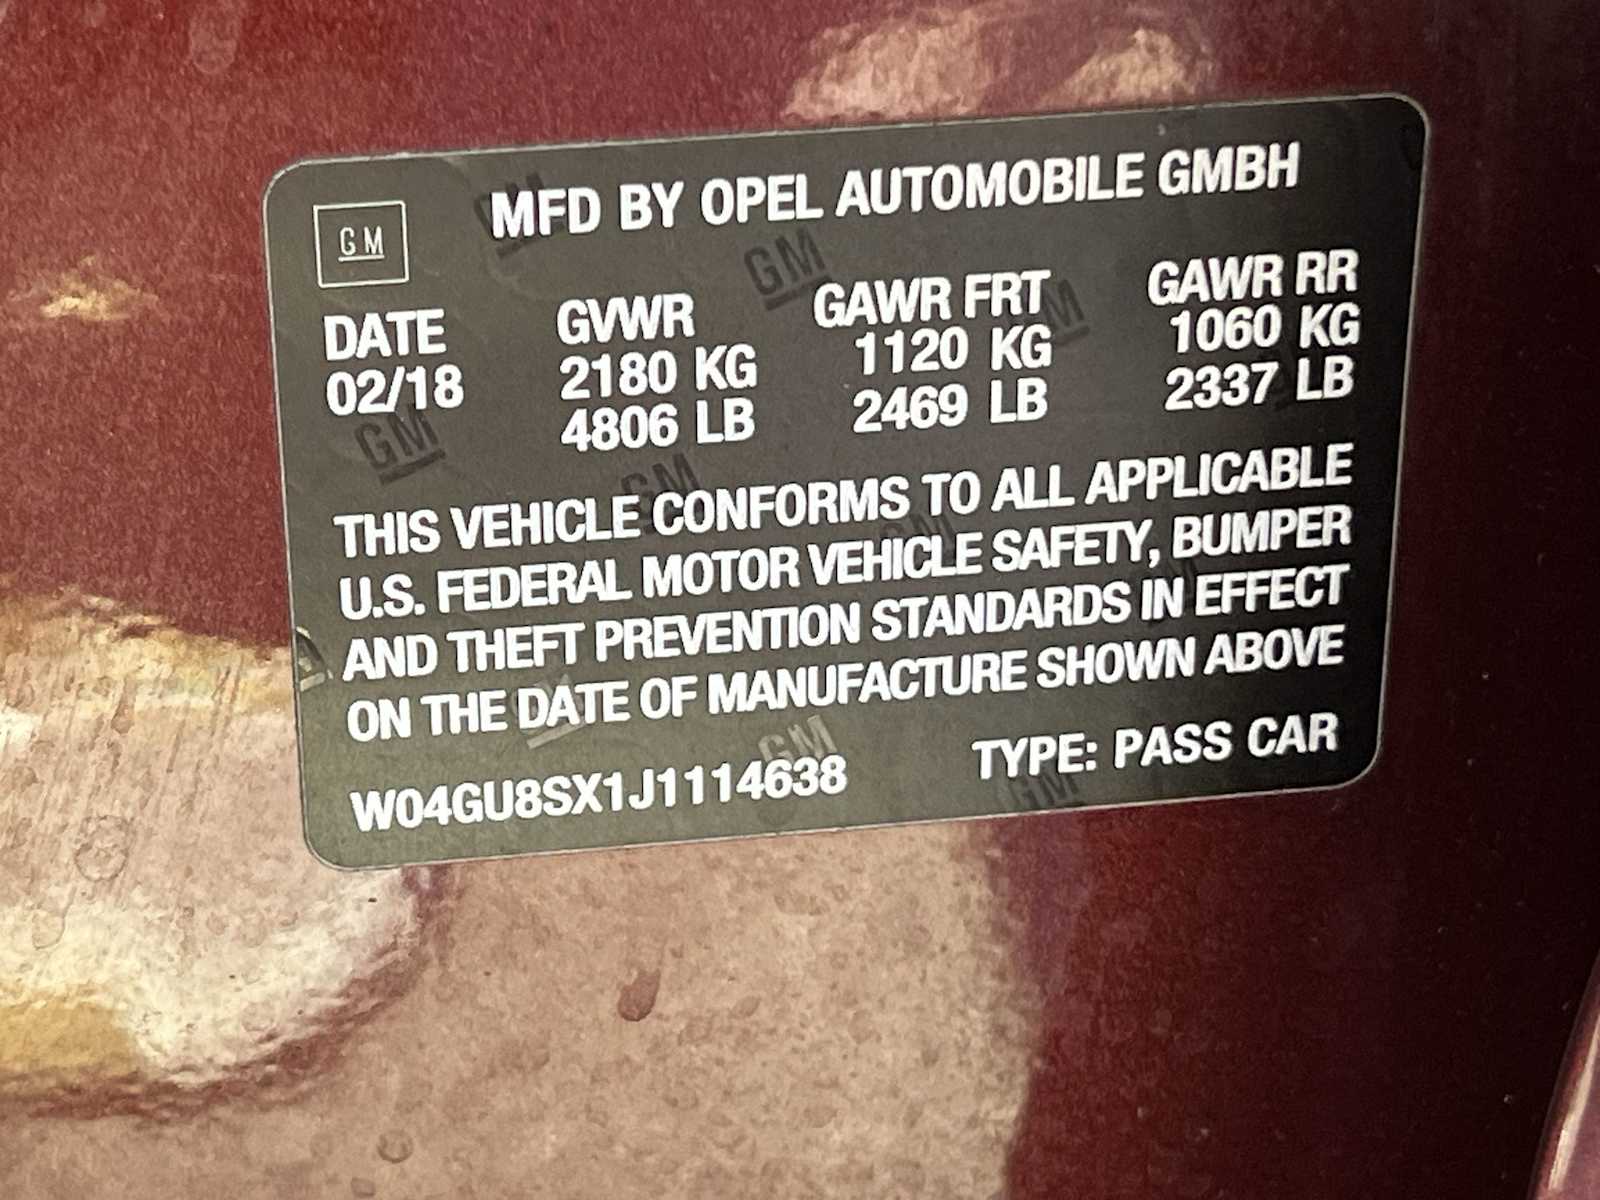 GM
MFD BY OPEL AUTOMOBILE GMBH
DATE GVWR GAWR FRT GAWR RR
02/18 2180 KG 1120 KG 1060 KG
4806 LB 2469 LB 2337 LB
THIS VEHICLE CONFORMS TO ALL APPLICABLE
U.S. FEDERAL MOTOR VEHICLE SAFETY, BUMPER
AND THEFT PREVENTION STANDARDS IN EFFECT
ON THE DATE OF MANUFACTURE SHOWN ABOVE
W04GU8SX1J1114638 TYPE: PASS CAR